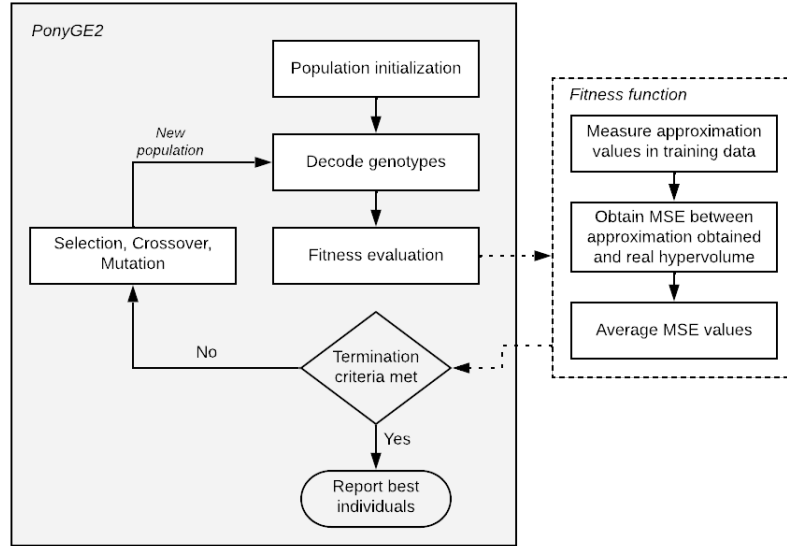 PonyGE2
Population initialization
New
population
Decode genotypes
Selection, Crossover,
Mutation
Fitness evaluation
No
Termination
criteria met
Yes
Report best
individuals
Fitness function
Measure approximation
values in training data
Obtain MSE between
approximation obtained
and real hypervolume
Average MSE values